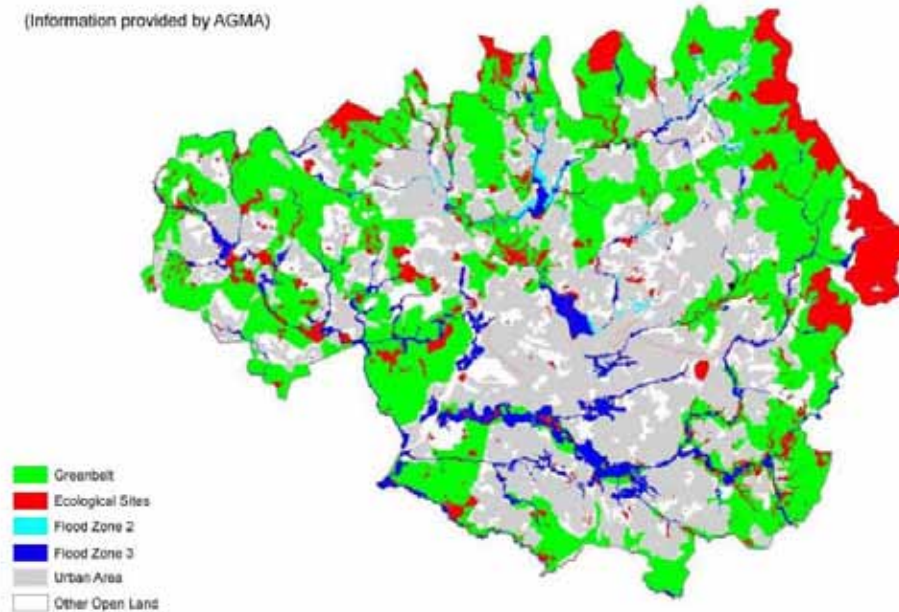 (Information provided by AGMA)
Greenbelt
Ecological Sites
Flood Zone 2
Flood Zone 3
Urban Area
Other Open Land